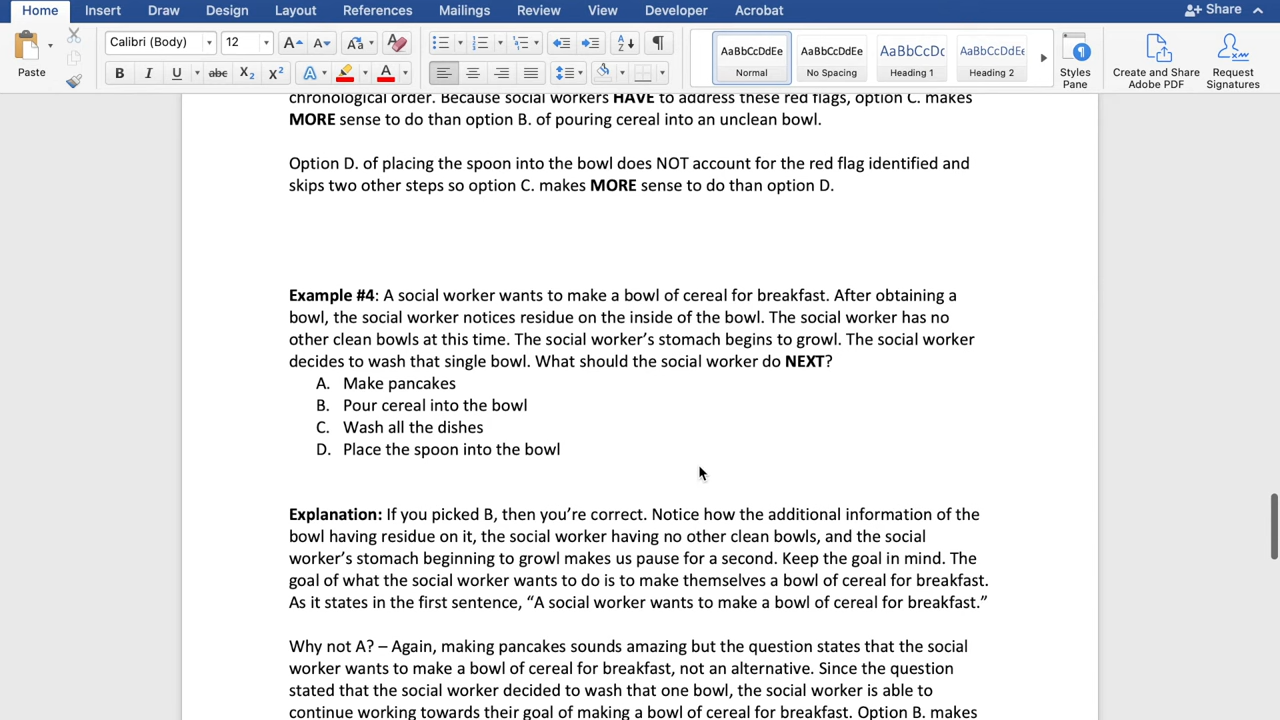 Home Insert Draw Design Layout References Mailings Review View Developer Acrobat Share
Paste
Calibri (Body) 12
AaBbCcDdEe AaBbCcDdEe AaBbCcDc AaBbCcDdEe
Normal No Spacing Heading 1 Heading 2
Styles Pane
Create and Share Adobe PDF
Request Signatures
chronological order. Because social workers HAVE to address these red flags, option C. makes
MORE sense to do than option B. of pouring cereal into an unclean bowl.
Option D. of placing the spoon into the bowl does NOT account for the red flag identified and
skips two other steps so option C. makes MORE sense to do than option D.
Example #4: A social worker wants to make a bowl of cereal for breakfast. After obtaining a
bowl, the social worker notices residue on the inside of the bowl. The social worker has no
other clean bowls at this time. The social worker's stomach begins to growl. The social worker
decides to wash that single bowl. What should the social worker do NEXT?
A. Make pancakes
B. Pour cereal into the bowl
C. Wash all the dishes
D. Place the spoon into the bowl
Explanation: If you picked B, then you're correct. Notice how the additional information of the
bowl having residue on it, the social worker having no other clean bowls, and the social
worker's stomach beginning to growl makes us pause for a second. Keep the goal in mind. The
goal of what the social worker wants to do is to make themselves a bowl of cereal for breakfast.
As it states in the first sentence, “A social worker wants to make a bowl of cereal for breakfast.”
Why not A? – Again, making pancakes sounds amazing but the question states that the social
worker wants to make a bowl of cereal for breakfast, not an alternative. Since the question
stated that the social worker decided to wash that one bowl, the social worker is able to
continue working towards their goal of making a bowl of cereal for breakfast. Option B. makes